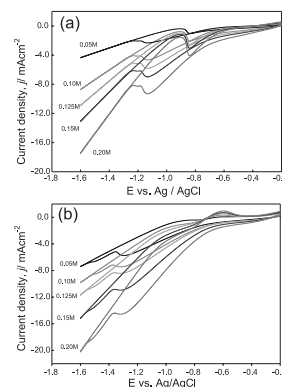 (a)
0.0
-4.0
-8.0
-12.0
-16.0
-20.0
Current density, j/ mAcm⁻²
0.05M
0.10M
0.125M
0.15M
0.20M
-1.8 -1.6 -1.4 -1.2 -1.0 -0.8 -0.6 -0.4 -0.2
E vs. Ag / AgCl
(b)
0.0
-4.0
-8.0
-12.0
-16.0
-20.0
Current density, j/ mAcm⁻²
0.05M
0.10M
0.125M
0.15M
0.20M
-1.8 -1.6 -1.4 -1.2 -1.0 -0.8 -0.6 -0.4 -0.2
E vs. Ag/AgCl